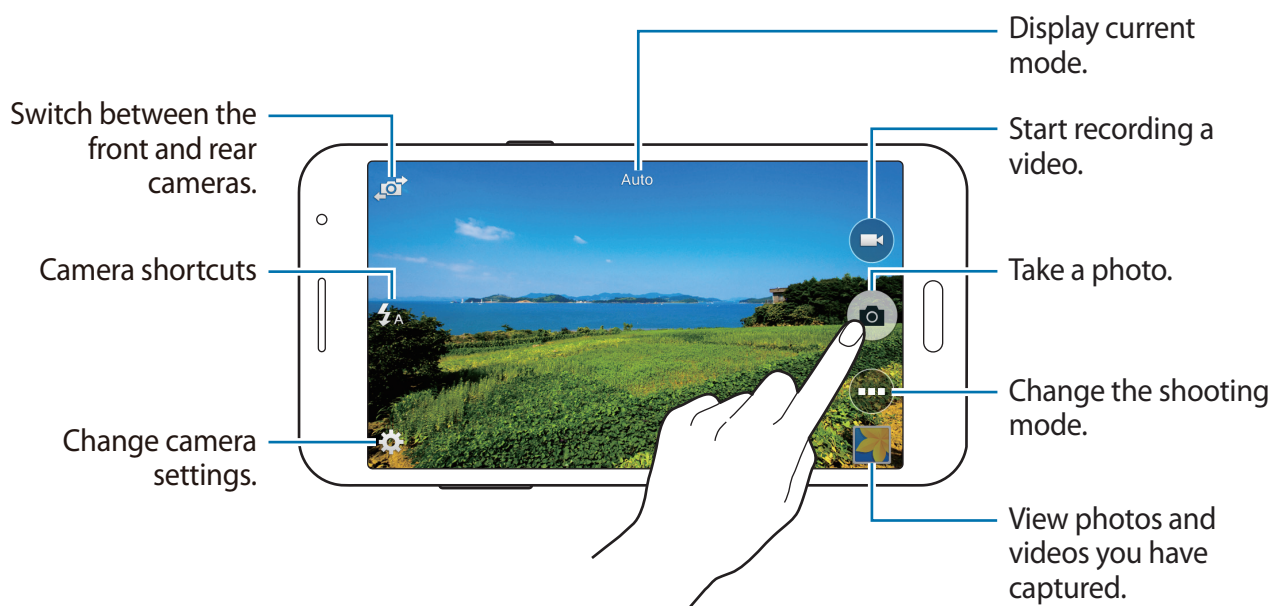 Display current
mode.
Switch between the
front and rear
cameras.
Start recording a
video.
Auto
Camera shortcuts
Take a photo.
A
Change the shooting
mode.
Change camera
settings.
View photos and
videos you have
captured.